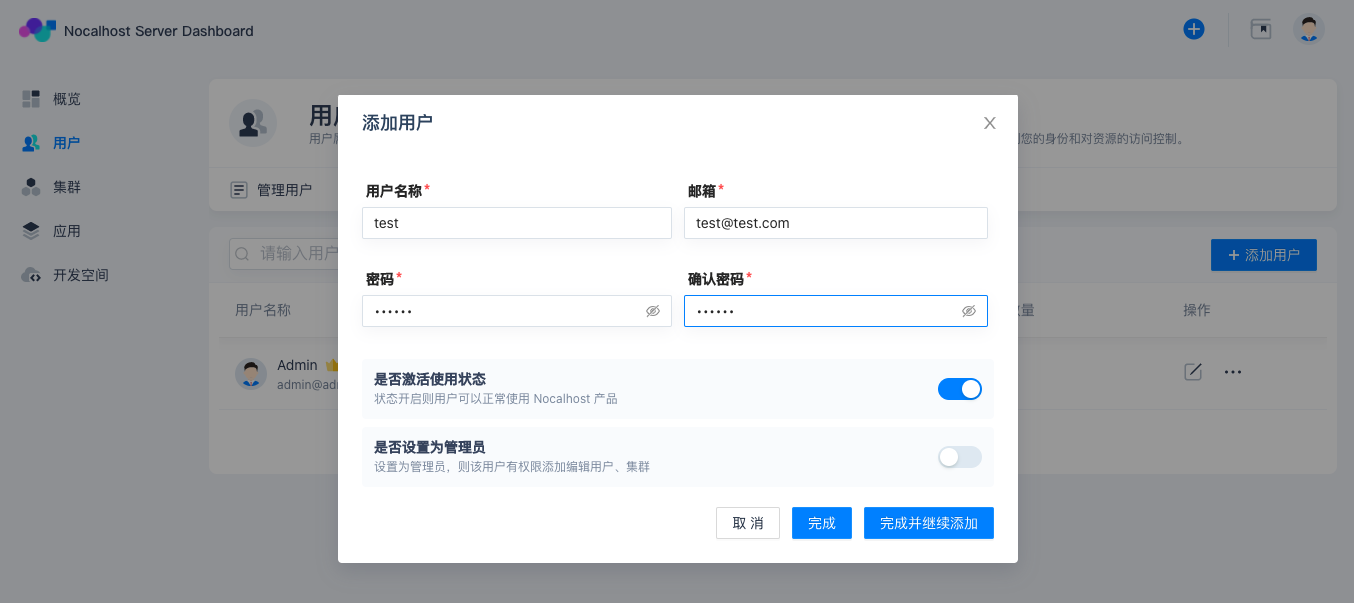 Nocalhost Server Dashboard
概览
用户
集群
应用
开发空间
用户
用户
到您的身份和对资源的访问控制。
管理用户
请输入用户
+ 添加用户
用户名称
量
操作
Admin
admin@adm
添加用户
用户名称*
邮箱*
test
test@test.com
密码*
确认密码*
••••••
••••••
是否激活使用状态
状态开启则用户可以正常使用 Nocalhost 产品
是否设置为管理员
设置为管理员，则该用户有权限添加编辑用户、集群
取 消
完成
完成并继续添加